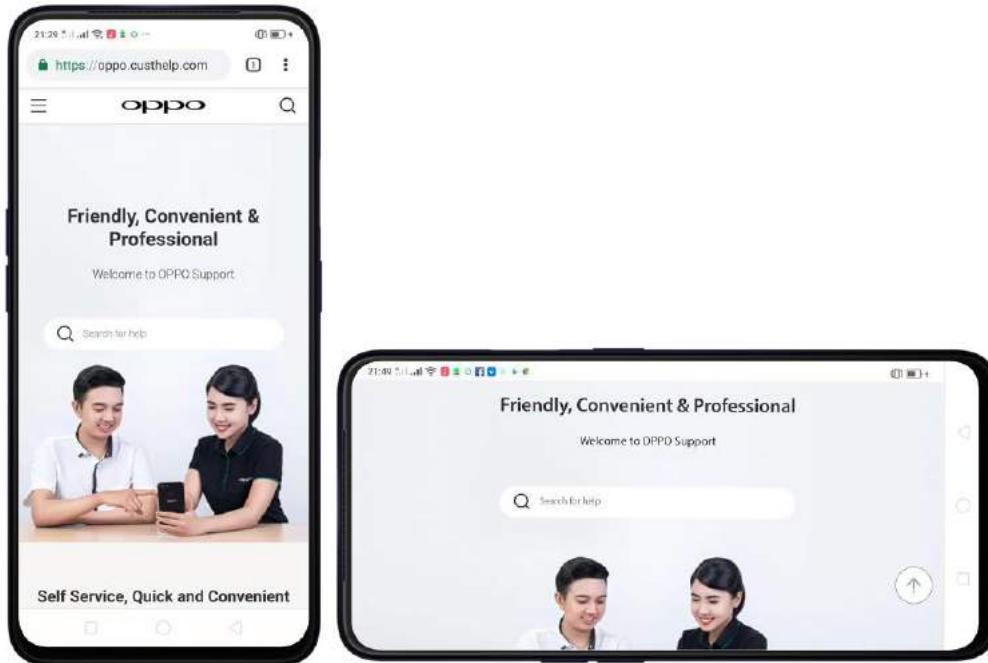 21:29
https://oppo.custhelp.com
1
oppo
Friendly, Convenient &
Professional
Welcome to OPPO Support
Search for help
Self Service, Quick and Convenient
21:49
Friendly, Convenient & Professional
Welcome to OPPO Support
Search for help